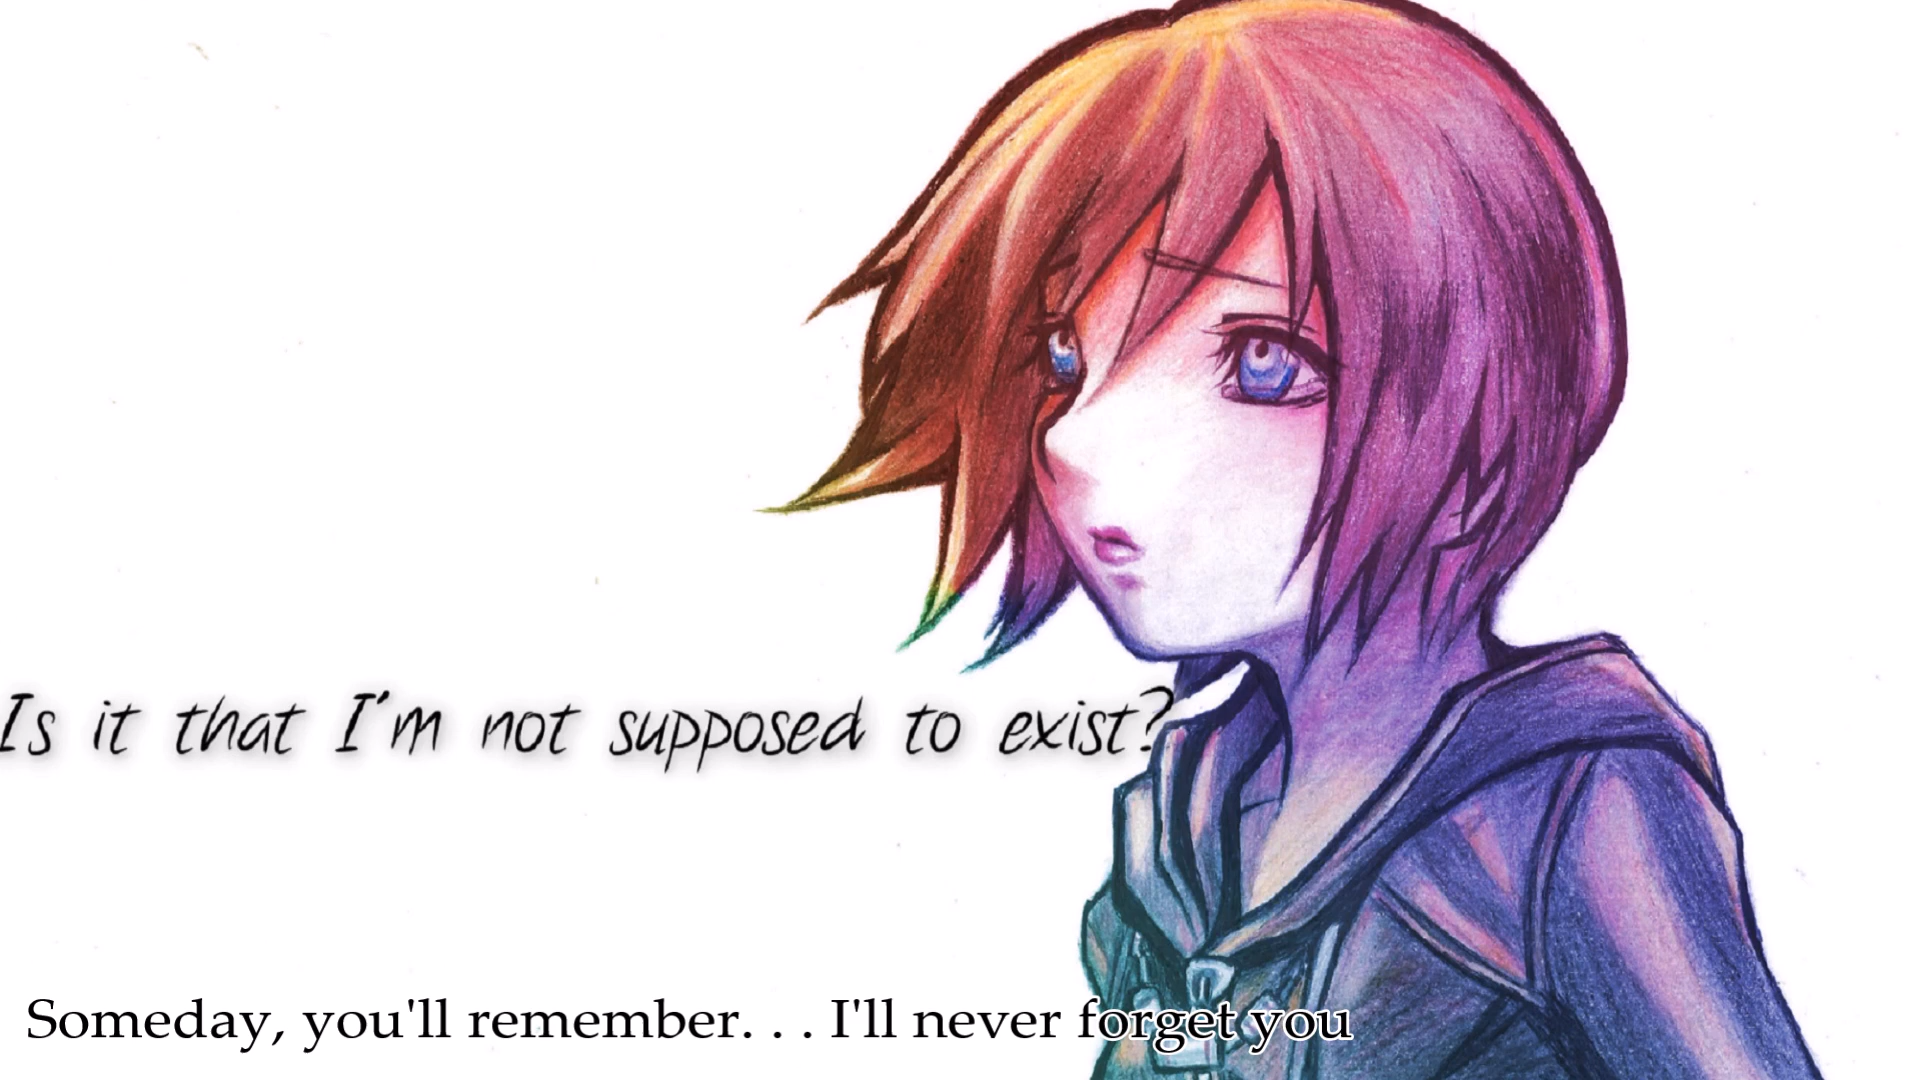 Is it that I'm not supposed to exist?
Someday, you'll remember. . . I'll never forget you